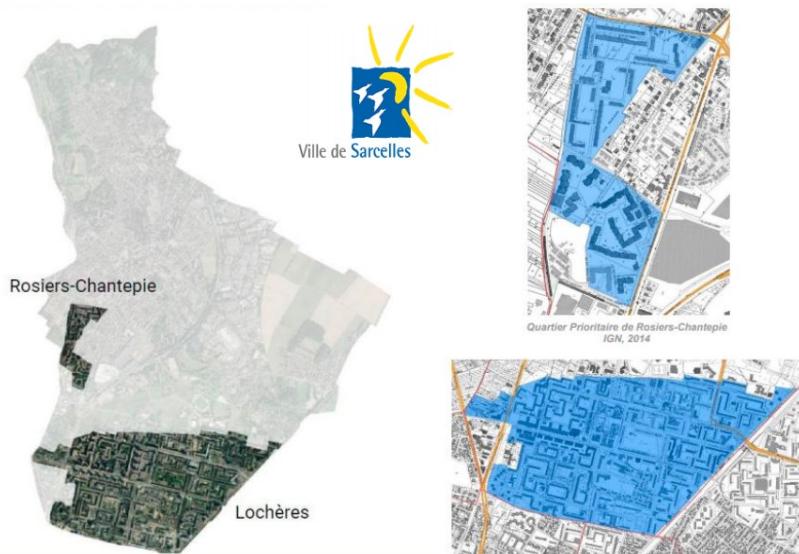 Ville de Sarcelles
Rosiers-Chantepie
Lochères
Quartier Prioritaire de Rosiers-Chantepie
IGN, 2014